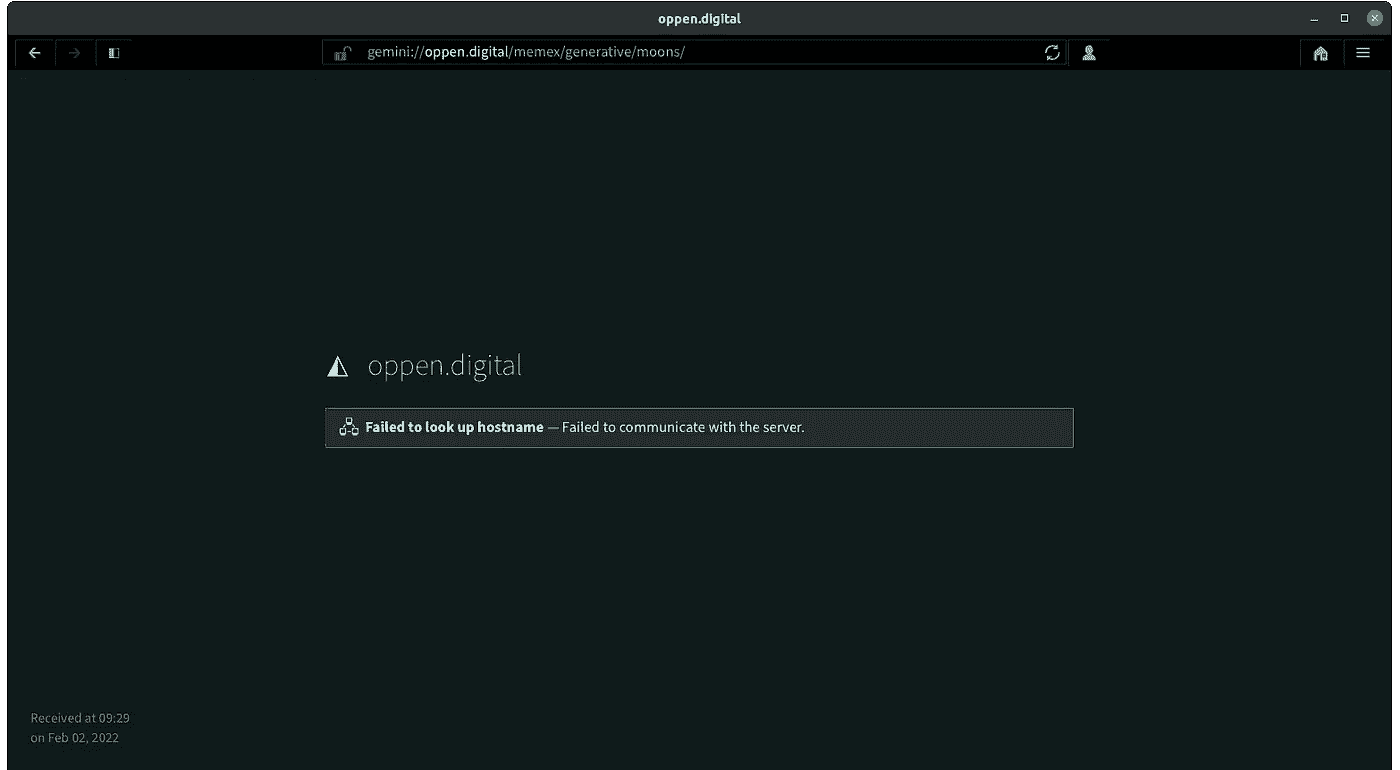 oppen.digital
gemini://oppen.digital/memex/generative/moons/
oppen.digital
Failed to look up hostname — Failed to communicate with the server.
Received at 09:29
on Feb 02, 2022